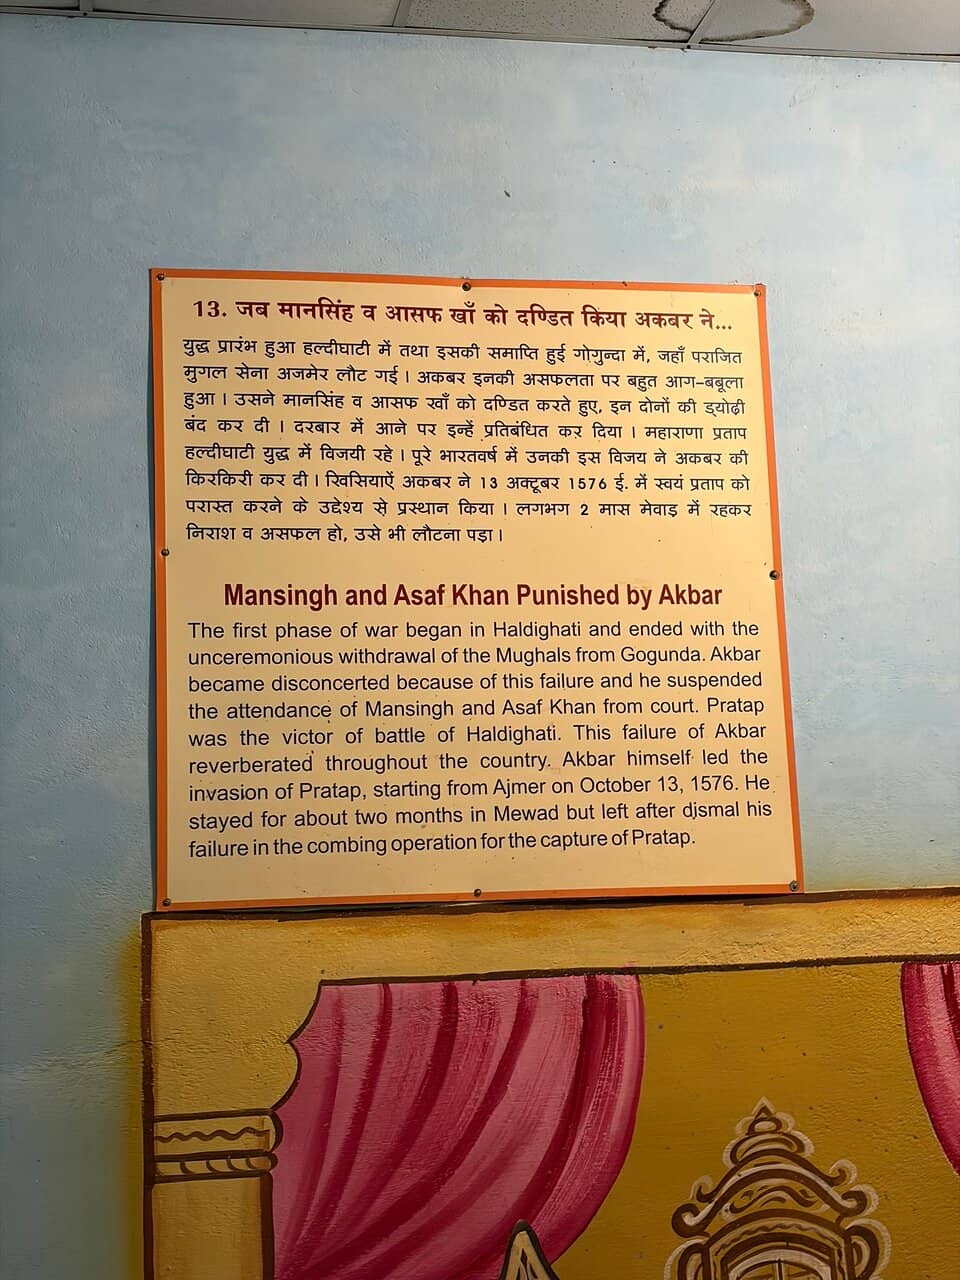 13. जब मानसिंह व आसफ खाँ को दण्डित किया अकबर ने...
युद्ध प्रारंभ हुआ हल्दीघाटी में तथा इसकी समाप्ति हुई गोगुन्दा में, जहाँ पराजित
मुगल सेना अजमेर लौट गई । अकबर इनकी असफलता पर बहुत आग-बबूला
हुआ । उसने मानसिंह व आसफ खाँ को दण्डित करते हुए, इन दोनों की ड्योढ़ी
बंद कर दी । दरबार में आने पर इन्हें प्रतिबंधित कर दिया । महाराणा प्रताप
हल्दीघाटी युद्ध में विजयी रहे । पूरे भारतवर्ष में उनकी इस विजय ने अकबर की
किरकिरी कर दी । खिसियाऐं अकबर ने 13 अक्टूबर 1576 ई. में स्वयं प्रताप को
परास्त करने के उद्देश्य से प्रस्थान किया । लगभग 2 मास मेवाड़ में रहकर
निराश व असफल हो, उसे भी लौटना पड़ा ।
Mansingh and Asaf Khan Punished by Akbar
The first phase of war began in Haldighati and ended with the
unceremonious withdrawal of the Mughals from Gogunda. Akbar
became disconcerted because of this failure and he suspended
the attendance of Mansingh and Asaf Khan from court. Pratap
was the victor of battle of Haldighati. This failure of Akbar
reverberated throughout the country. Akbar himself led the
invasion of Pratap, starting from Ajmer on October 13, 1576. He
stayed for about two months in Mewad but left after dismal his
failure in the combing operation for the capture of Pratap.